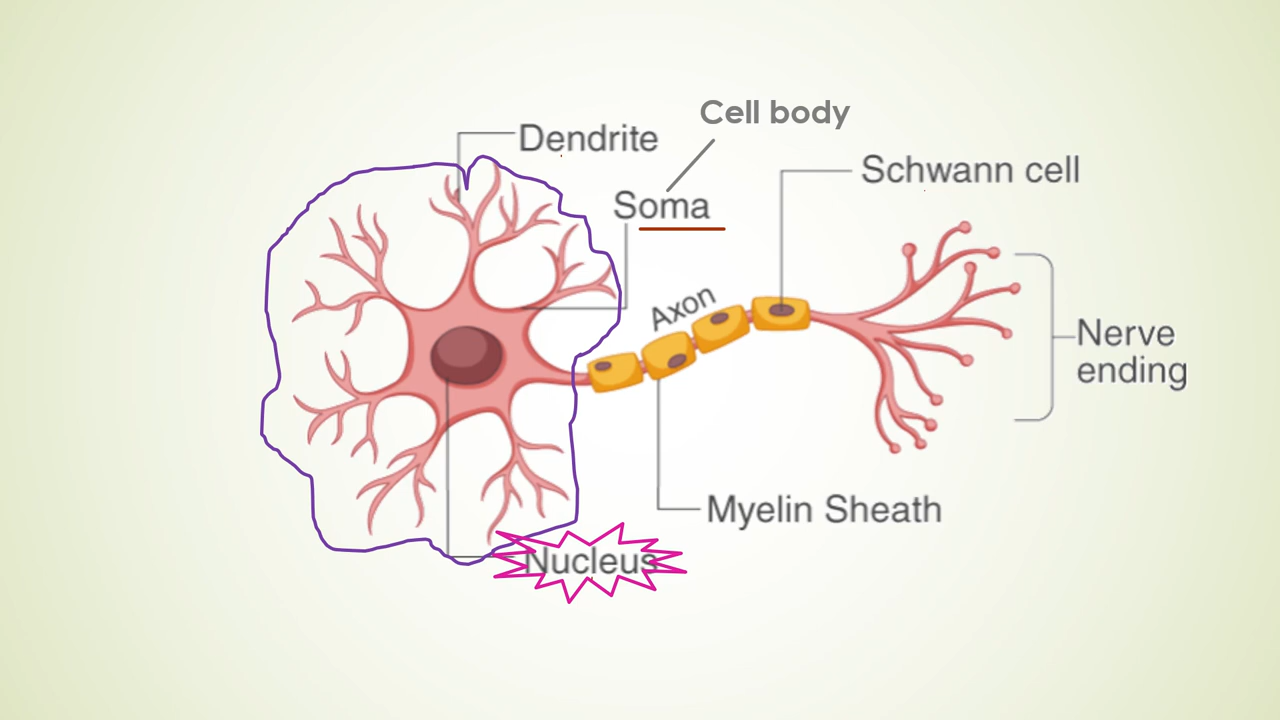 Cell body
Dendrite
Schwann cell
Soma
Axon
Nerve
ending
Myelin Sheath
Nucleus